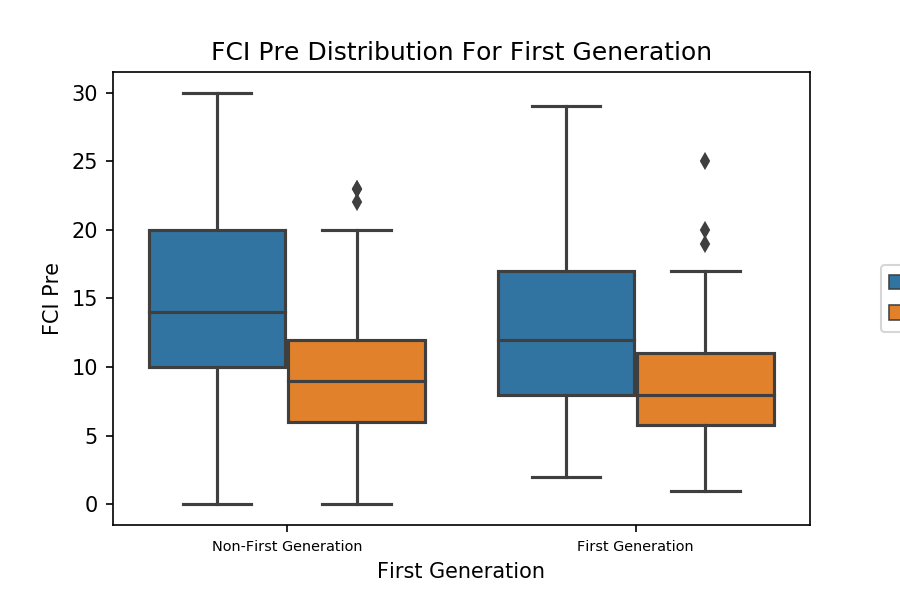 FCI Pre Distribution For First Generation
30
25
20
15
10
5
0
FCI Pre
Non-First Generation
First Generation
First Generation